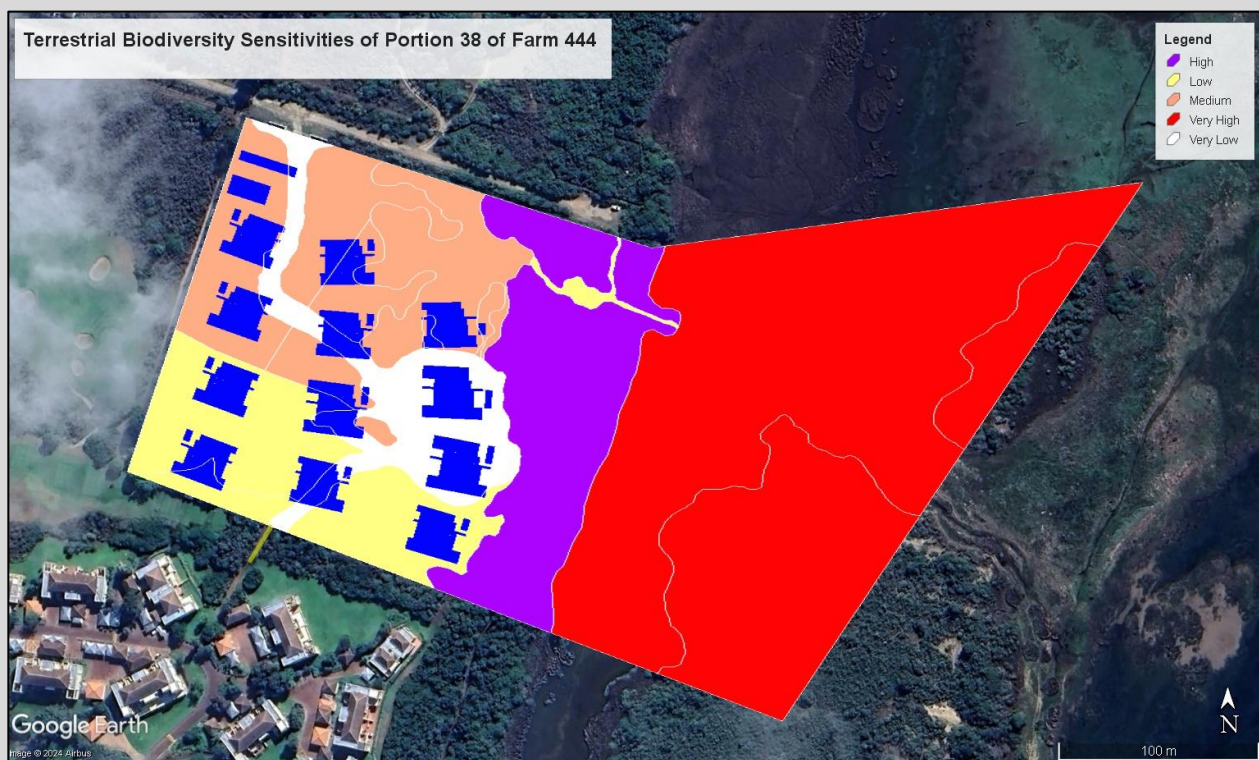 Terrestrial Biodiversity Sensitivities of Portion 38 of Farm 444
Legend
High
Low
Medium
Very High
Very Low
Google Earth
Image © 2024 Airbus
N
100 m